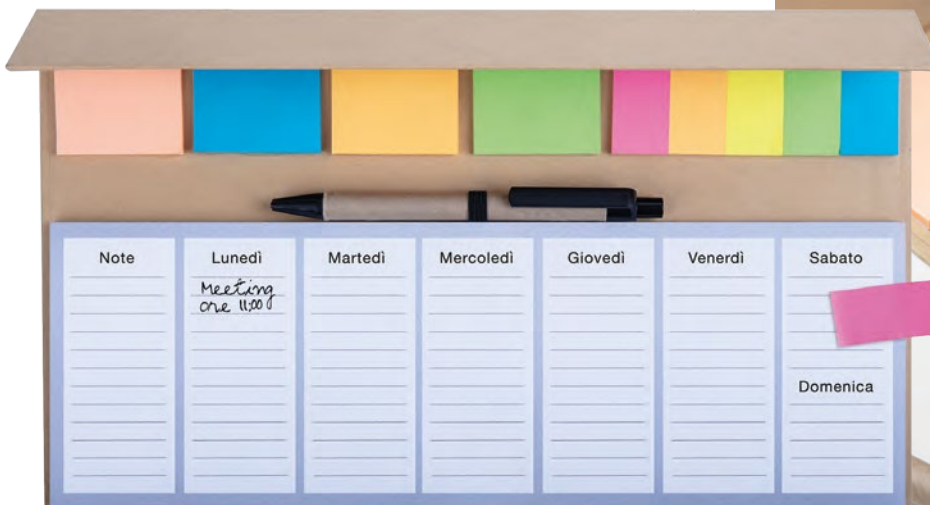 Note
Lunedì
Martedì
Mercoledì
Giovedì
Venerdì
Sabato
Meeting
ore 11:00
Domenica